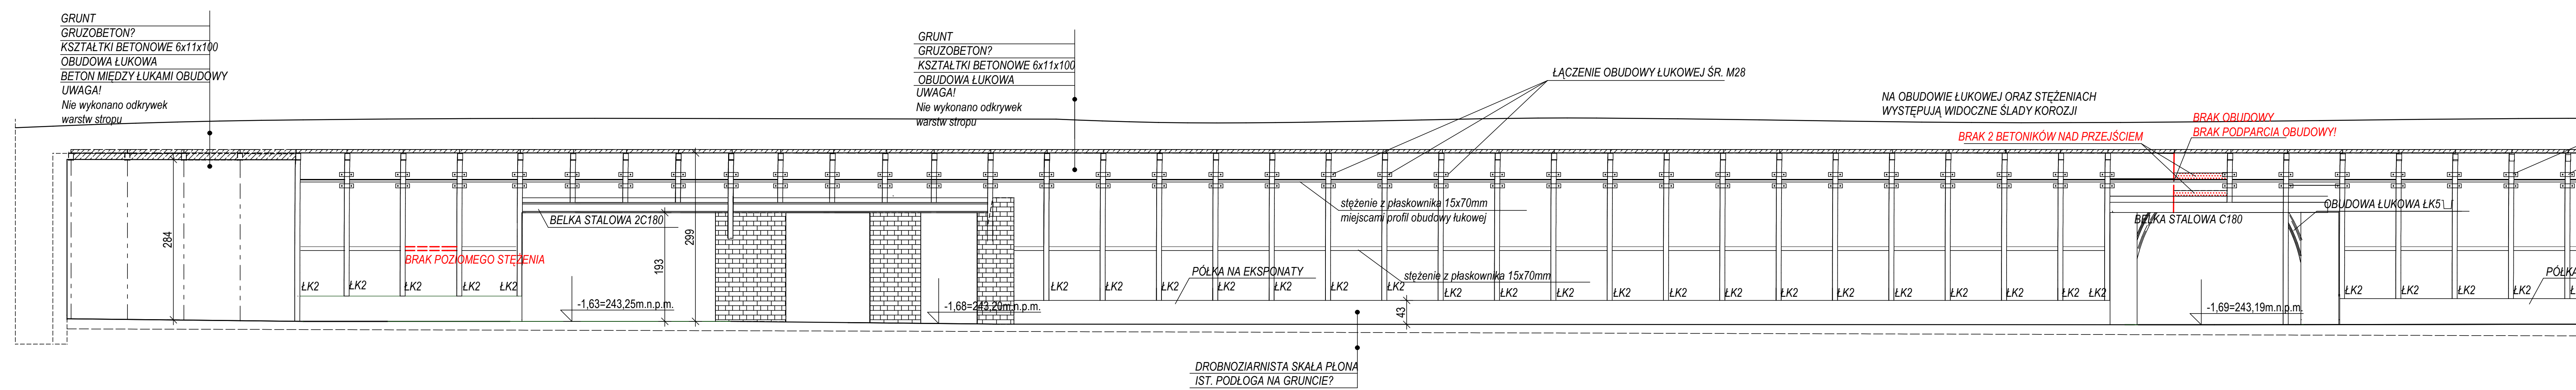 GRUNT
GRUZOBETON?
KSZTAŁTKI BETONOWE 6x11x100
OBUDOWA ŁUKOWA
BETON MIĘDZY ŁUKAMI OBUDOWY
UWAGA!
Nie wykonano odkrywek
warstw stropu
GRUNT
GRUZOBETON?
KSZTAŁTKI BETONOWE 6x11x100
OBUDOWA ŁUKOWA
UWAGA!
Nie wykonano odkrywek
warstw stropu
ŁĄCZENIE OBUDOWY ŁUKOWEJ ŚR. M28
NA OBUDOWIE ŁUKOWEJ ORAZ STĘŻENIACH
WYSTĘPUJĄ WIDOCZNE ŚLADY KOROZJI
BRAK 2 BETONIKÓW NAD PRZEJŚCIEM
BRAK OBUDOWY
BRAK PODPARCIA OBUDOWY!
284
BRAK POZIOMEGO STĘŻENIA
BELKA STALOWA 2C180
193
299
stężenie z płaskownika 15x70mm
miejscami profil obudowy łukowej
stężenie z płaskownika 15x70mm
PÓŁKA NA EKSPONATY
OBUDOWA ŁUKOWA ŁK5
BELKA STALOWA C180
PÓŁKA
ŁK2 ŁK2 ŁK2 ŁK2 ŁK2
ŁK2 ŁK2 ŁK2 ŁK2 ŁK2 ŁK2 ŁK2 ŁK2 ŁK2 ŁK2 ŁK2 ŁK2 ŁK2 ŁK2 ŁK2 ŁK2 ŁK2 ŁK2 ŁK2 ŁK2
ŁK2 ŁK2 ŁK2 ŁK2
-1,63=243,25m.n.p.m.
-1,68=243,20m.n.p.m.
43
-1,69=243,19m.n.p.m.
DROBNOZIARNISTA SKAŁA PŁONA
IST. PODŁOGA NA GRUNCIE?